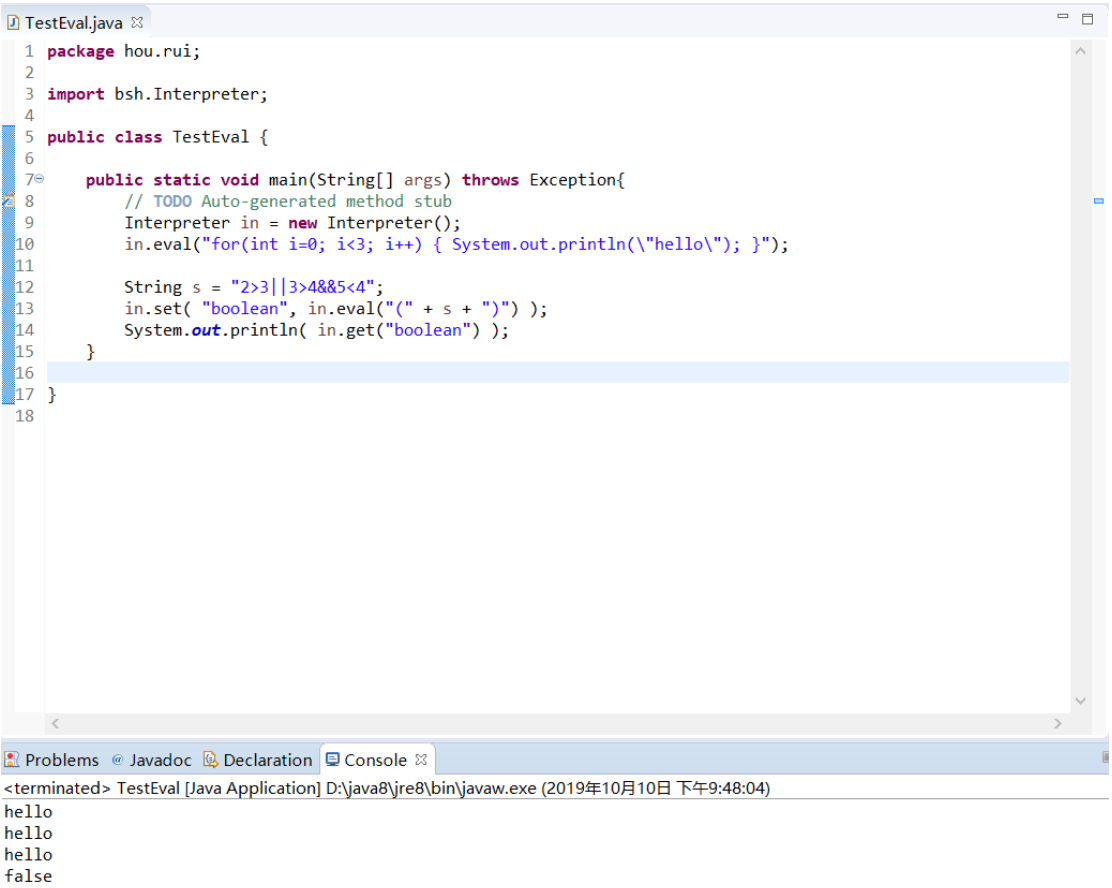 TestEval.java
1 package hou.rui;
2
3 import bsh.Interpreter;
4
5 public class TestEval {
6
7     public static void main(String[] args) throws Exception{
8         // TODO Auto-generated method stub
9         Interpreter in = new Interpreter();
10         in.eval("for(int i=0; i<3; i++) { System.out.println(\"hello\"); }");
11
12         String s = "2>3||3>4&&5<4";
13         in.set( "boolean", in.eval("(" + s + ")") );
14         System.out.println( in.get("boolean") );
15     }
16
17 }
18
Problems @ Javadoc Declaration Console
<terminated> TestEval [Java Application] D:\java8\jre8\bin\javaw.exe (2019年10月10日 下午9:48:04)
hello
hello
hello
false